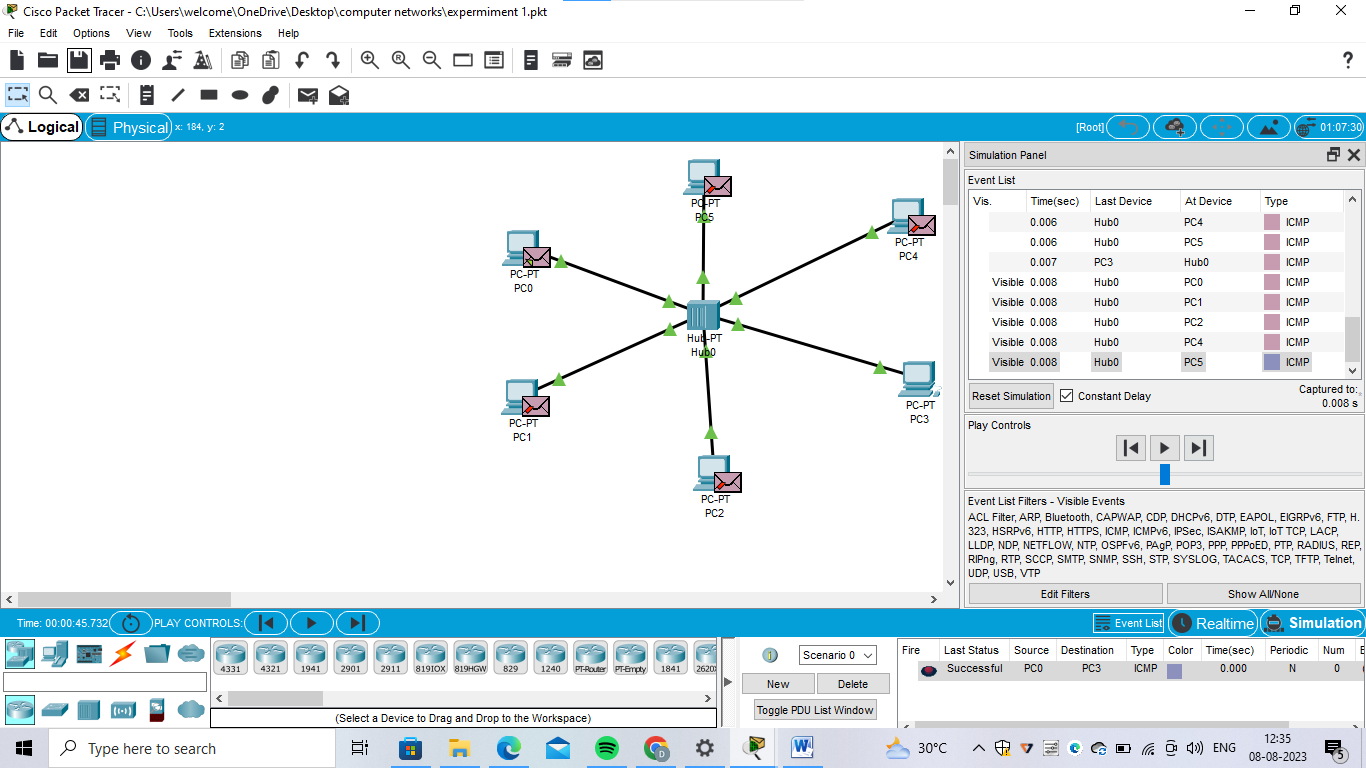 Cisco Packet Tracer - C:\Users\welcome\OneDrive\Desktop\computer networks\expermiment 1.pkt
File Edit Options View Tools Extensions Help
Logical Physical x: 184, y: 2 [Root] 01:07:30
Simulation Panel
Event List
Vis. Time(sec) Last Device At Device Type
0.006 Hub0 PC4 ICMP
0.006 Hub0 PC5 ICMP
0.007 PC3 Hub0 ICMP
Visible 0.008 Hub0 PC0 ICMP
Visible 0.008 Hub0 PC1 ICMP
Visible 0.008 Hub0 PC2 ICMP
Visible 0.008 Hub0 PC4 ICMP
Visible 0.008 Hub0 PC5 ICMP
Reset Simulation Constant Delay Captured to:
0.008 s
Play Controls
Event List Filters - Visible Events
ACL Filter, ARP, Bluetooth, CAPWAP, CDP, DHCPv6, DTP, EAPOL, EIGRPv6, FTP, H.
323, HSRPv6, HTTP, HTTPS, ICMP, ICMPv6, IPSec, ISAKMP, IoT, IoT TCP, LACP,
LLDP, NDP, NETFLOW, NTP, OSPFv6, PAgP, POP3, PPP, PPPoED, PTP, RADIUS, REP,
RIPng, RTP, SCCP, SMTP, SNMP, SSH, STP, SYSLOG, TACACS, TCP, TFTP, Telnet,
UDP, USB, VTP
Edit Filters Show All/None
PC-PT
PC5
PC-PT
PC4
PC-PT
PC0
Hub-PT
Hub0
PC-PT
PC3
PC-PT
PC1
PC-PT
PC2
Time: 00:00:45.732 PLAY CONTROLS: Event List Realtime Simulation
4331 4321 1941 2901 2911 819IOX 819HGW 829 1240 PT-Router PT-Empty 1841 2620X
(Select a Device to Drag and Drop to the Workspace)
Scenario 0
New Delete
Toggle PDU List Window
Fire Last Status Source Destination Type Color Time(sec) Periodic Num E
Successful PC0 PC3 ICMP 0.000 N 0
Type here to search 30°C ENG 12:35
08-08-2023
5